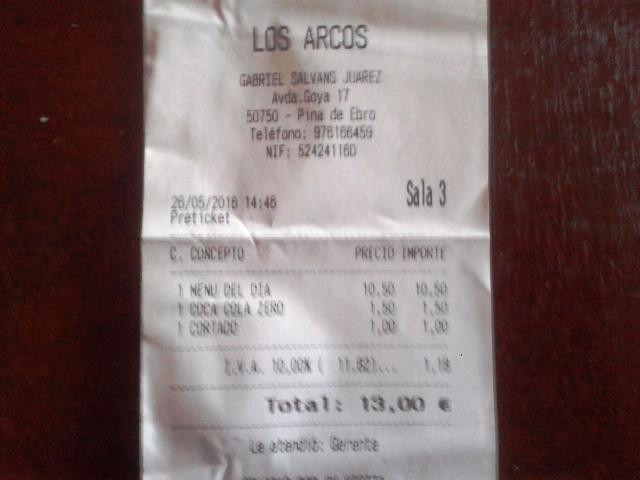 LOS ARCOS
GABRIEL SALVANS JUAREZ
Avda.Goya 17
50750 - Pina de Ebro
Teléfono: 976166459
NIF: 52424116D
Sala 3
26/05/2016 14:46
Preticket
C. CONCEPTO PRECIO IMPORTE
1 MENU DEL DIA 10,50 10,50
1 COCA COLA ZERO 1,50 1,50
1 CORTADO 1,00 1,00
I.V.A. 10.00% ( 11,82)... 1,18
Total: 13,00 €
Le atendió: Gerente